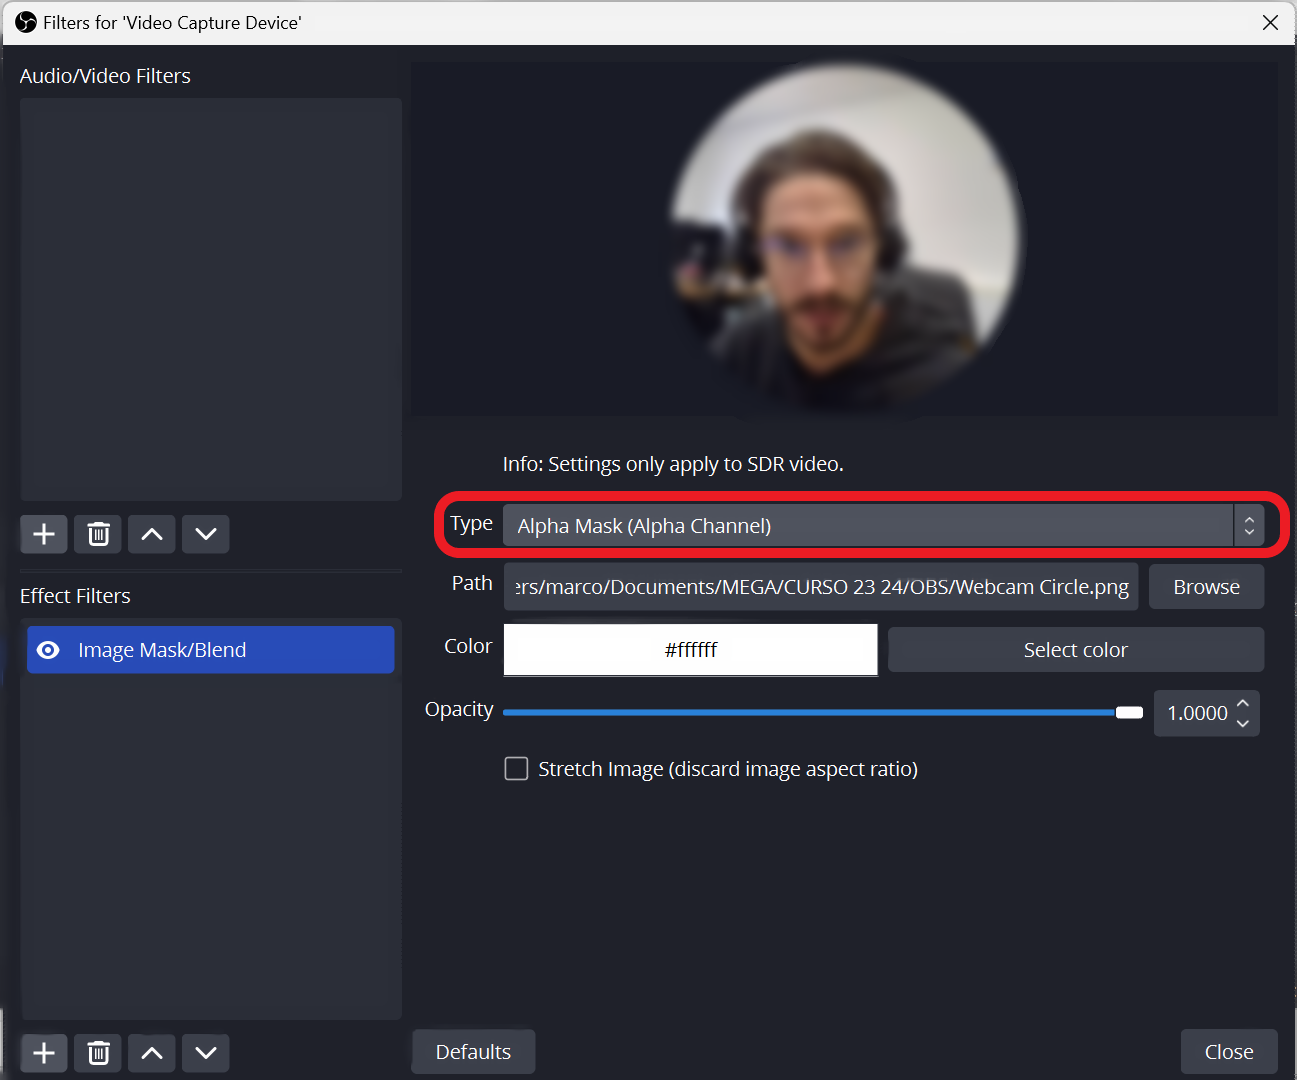 Filters for 'Video Capture Device'
Audio/Video Filters
Info: Settings only apply to SDR video.
Type Alpha Mask (Alpha Channel)
Path ers/marco/Documents/MEGA/CURSO 23 24/OBS/Webcam Circle.png Browse
Effect Filters
Image Mask/Blend
Color #ffffff Select color
Opacity 1.0000
Stretch Image (discard image aspect ratio)
Defaults
Close